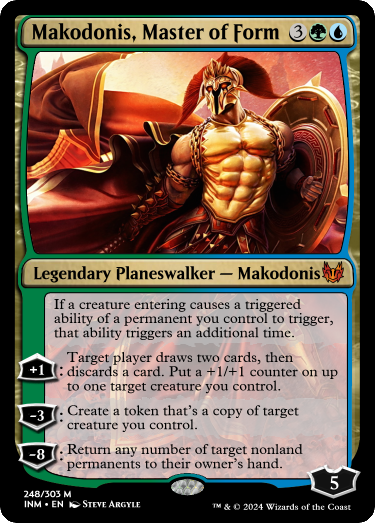 Makodonis, Master of Form 3
Legendary Planeswalker — Makodonis
If a creature entering causes a triggered
ability of a permanent you control to trigger,
that ability triggers an additional time.
+1: Target player draws two cards, then
discards a card. Put a +1/+1 counter on up
to one target creature you control.
-3: Create a token that's a copy of target
creature you control.
-8: Return any number of target nonland
permanents to their owner's hand.
5
248/303 M
INM • EN Steve Argyle
™ & © 2024 Wizards of the Coast